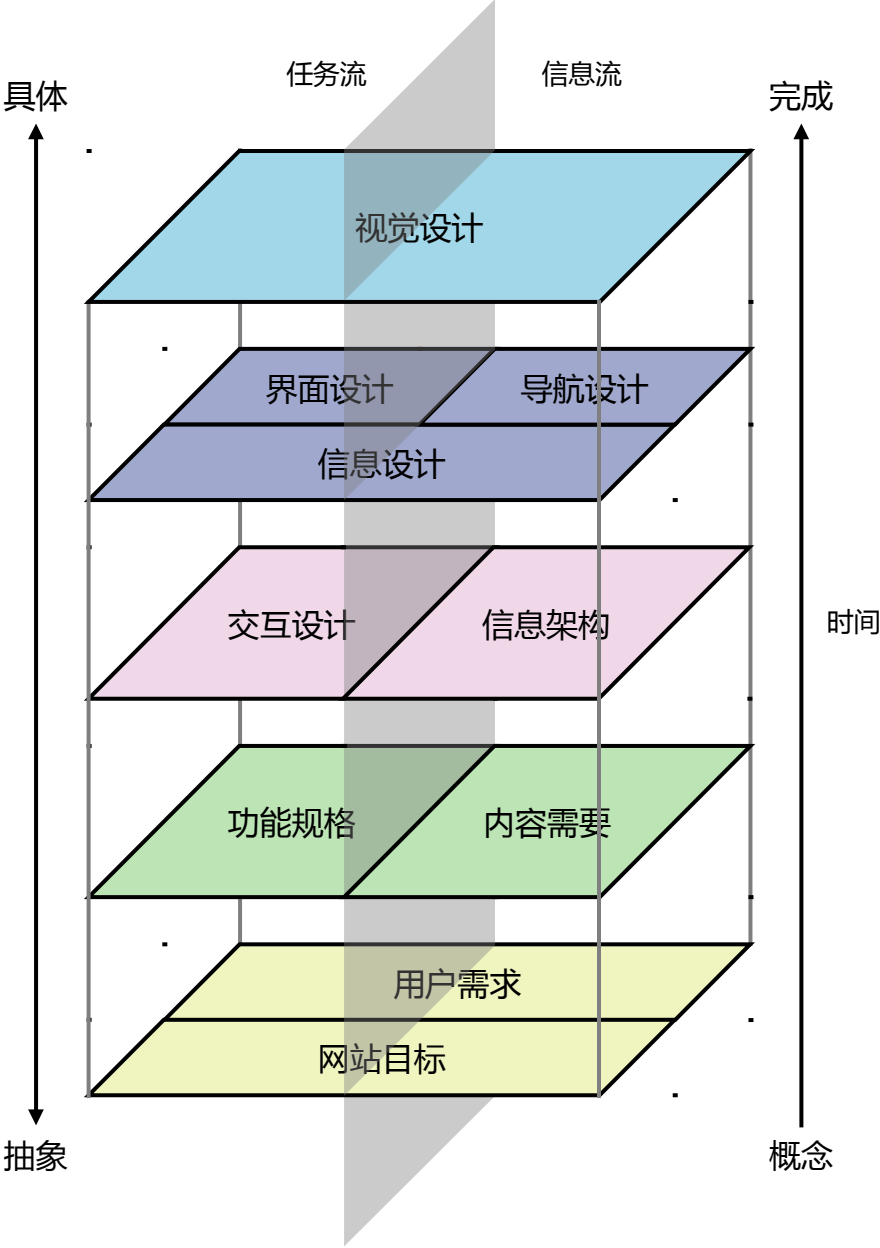 任务流
信息流
具体
完成
视觉设计
界面设计
导航设计
信息设计
交互设计
信息架构
时间
功能规格
内容需要
用户需求
网站目标
抽象
概念